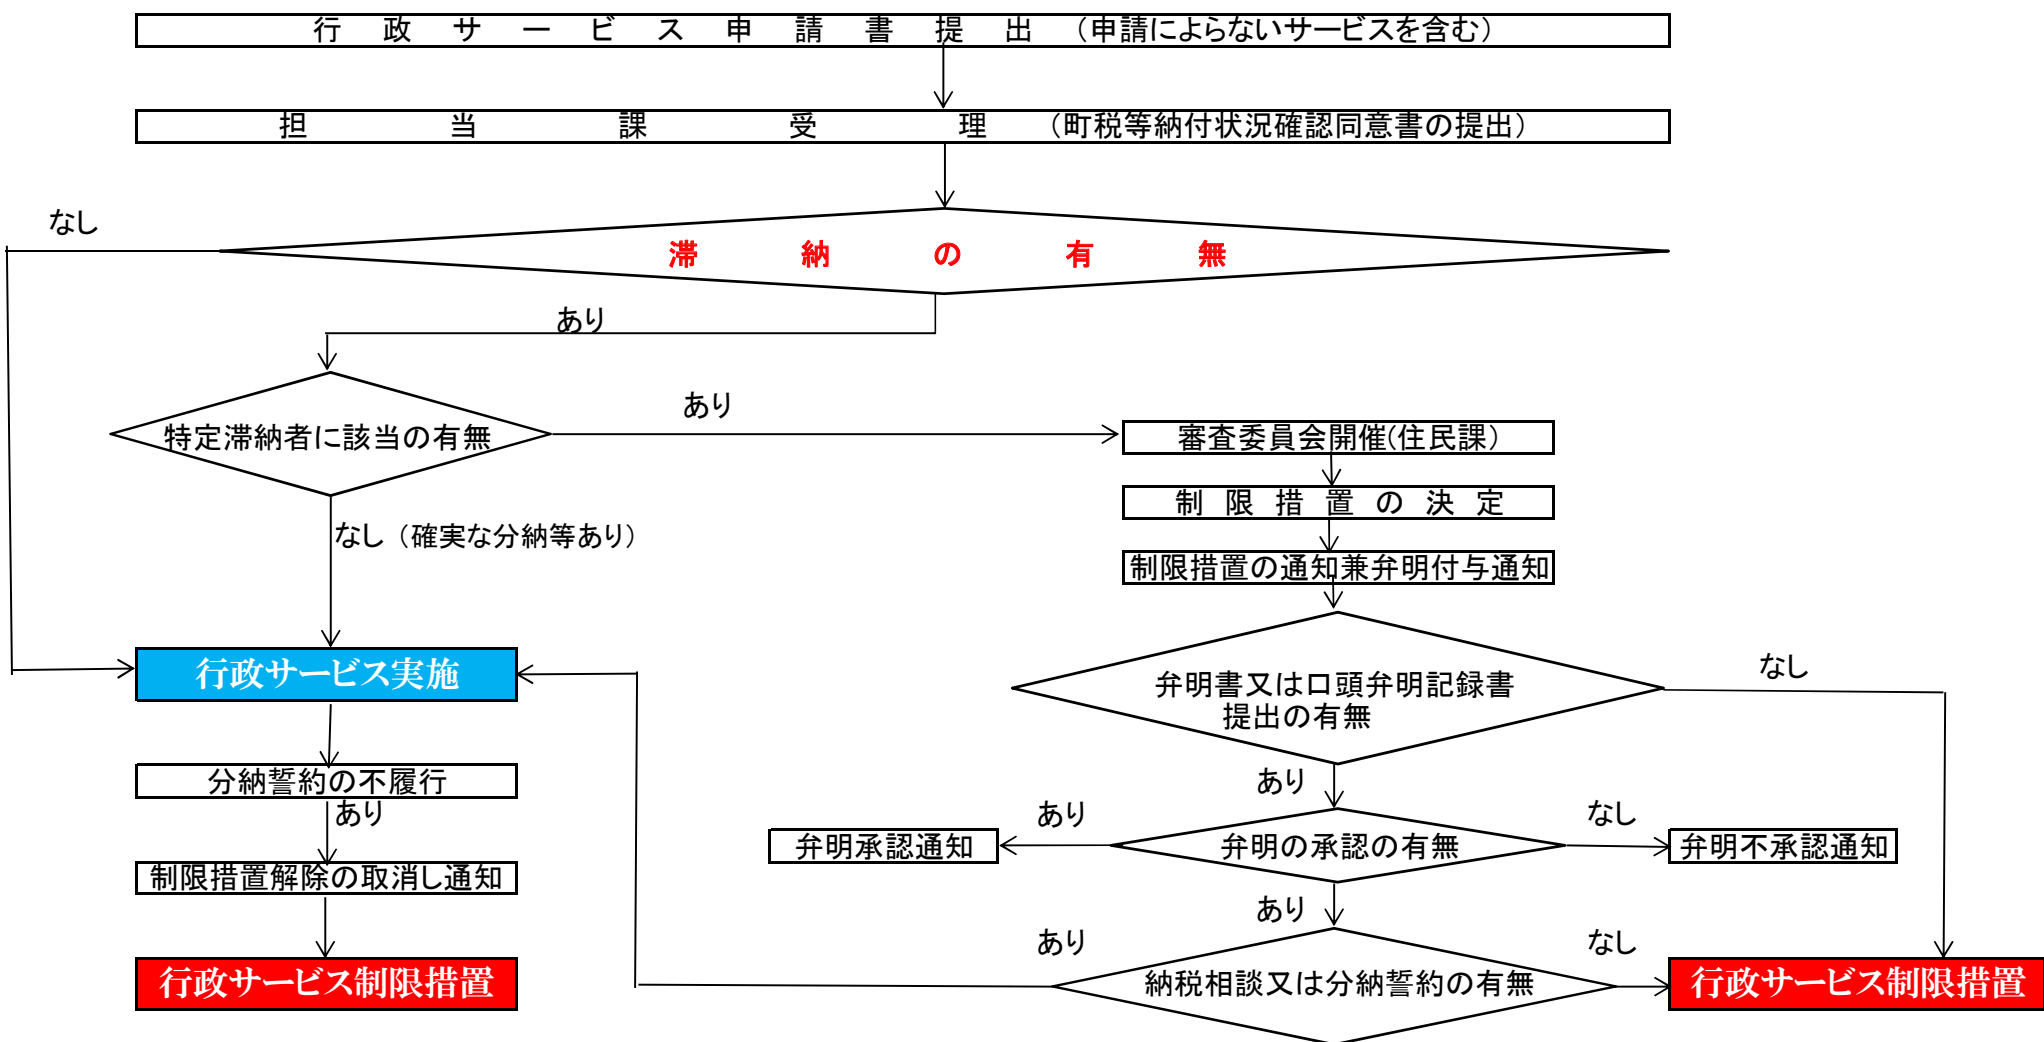 行政サービス申請書提出（申請によらないサービスを含む）
担当課受理（町税等納付状況確認同意書の提出）
なし
滞納の有無
あり
あり
特定滞納者に該当の有無
審査委員会開催(住民課）
制限措置の決定
なし（確実な分納等あり）
制限措置の通知兼弁明付与通知
行政サービス実施
弁明書又は口頭弁明記録書
提出の有無
なし
分納誓約の不履行
あり
あり
あり
なし
弁明承認通知
弁明の承認の有無
弁明不承認通知
制限措置解除の取消し通知
あり
あり
なし
行政サービス制限措置
納税相談又は分納誓約の有無
行政サービス制限措置